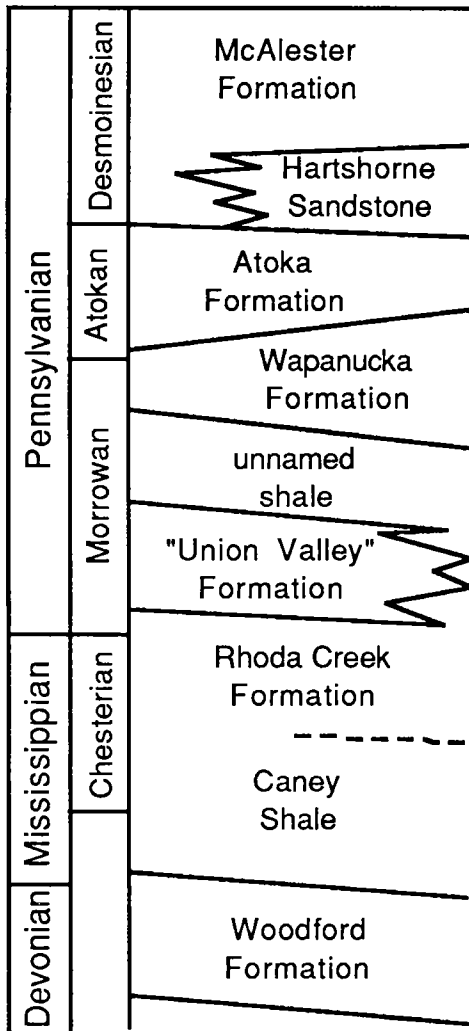 Pennsylvanian
Mississippian
Devonian
Desmoinesian
Atokan
Morrowan
Chesterian
McAlester
Formation
Hartshorne
Sandstone
Atoka
Formation
Wapanucka
Formation
unnamed
shale
"Union Valley"
Formation
Rhoda Creek
Formation
Caney
Shale
Woodford
Formation